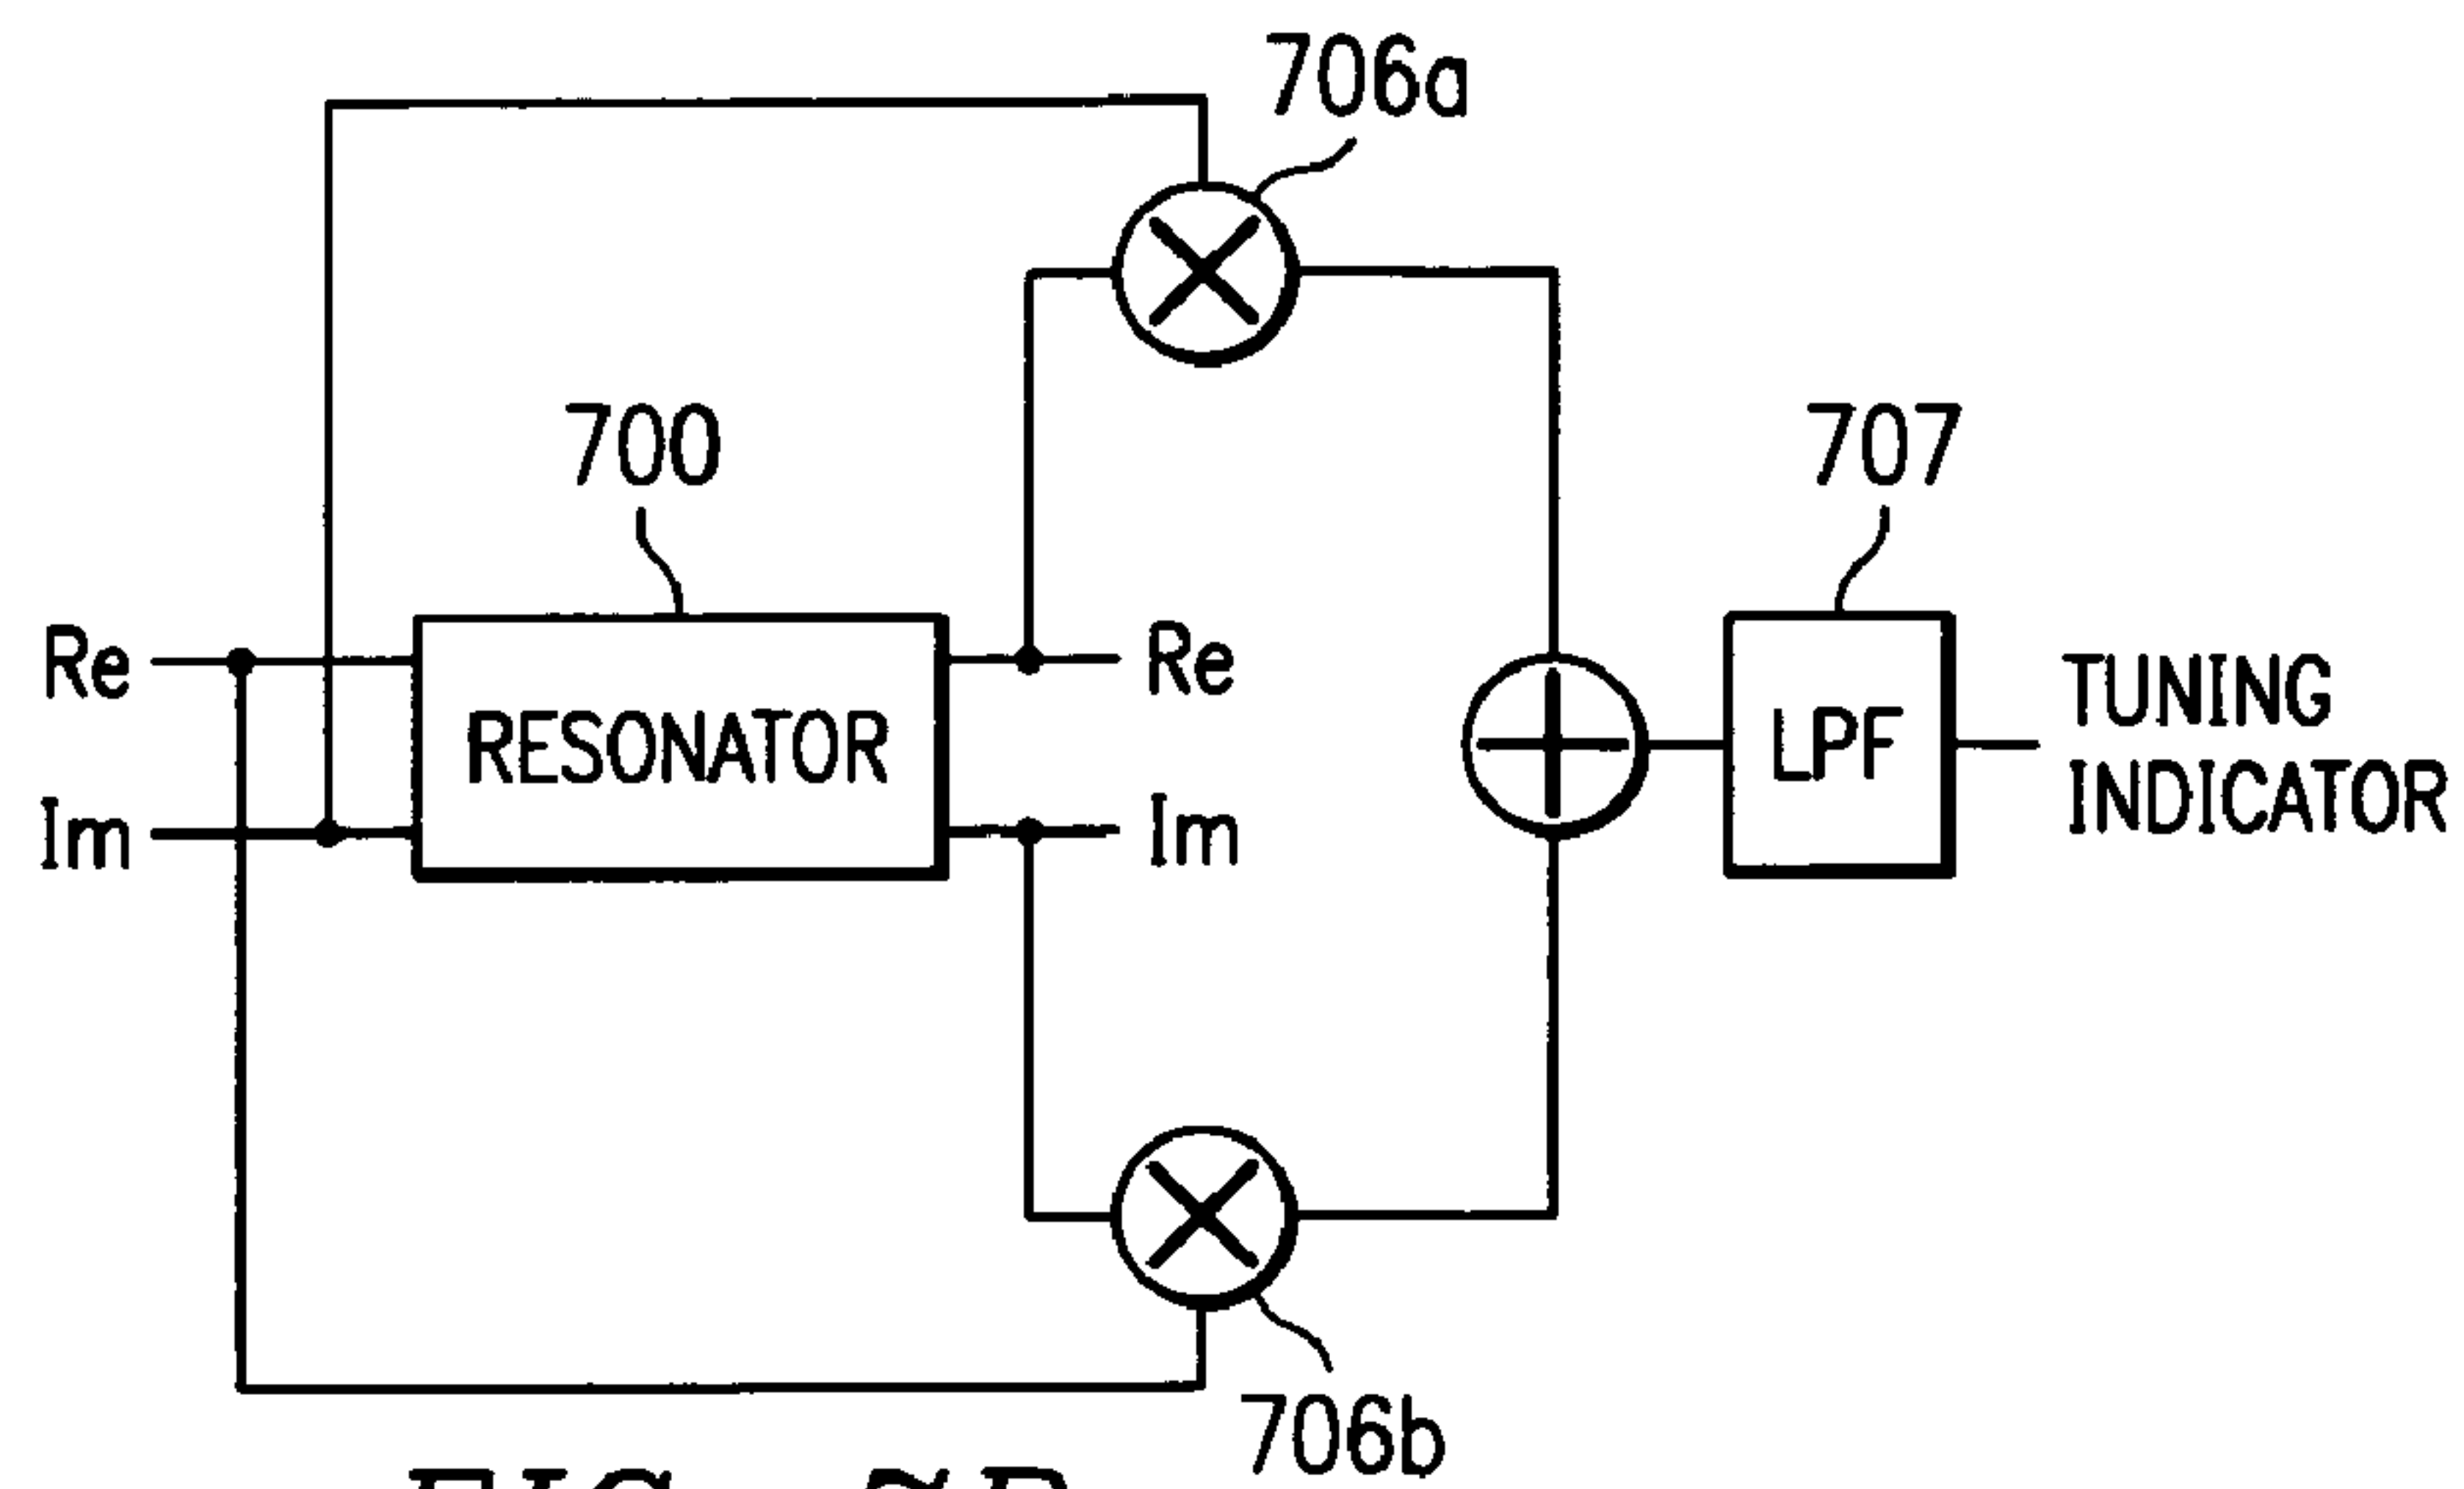 706a
700
707
Re
Re
TUNING
RESONATOR
LPF
Im
Im
INDICATOR
706b